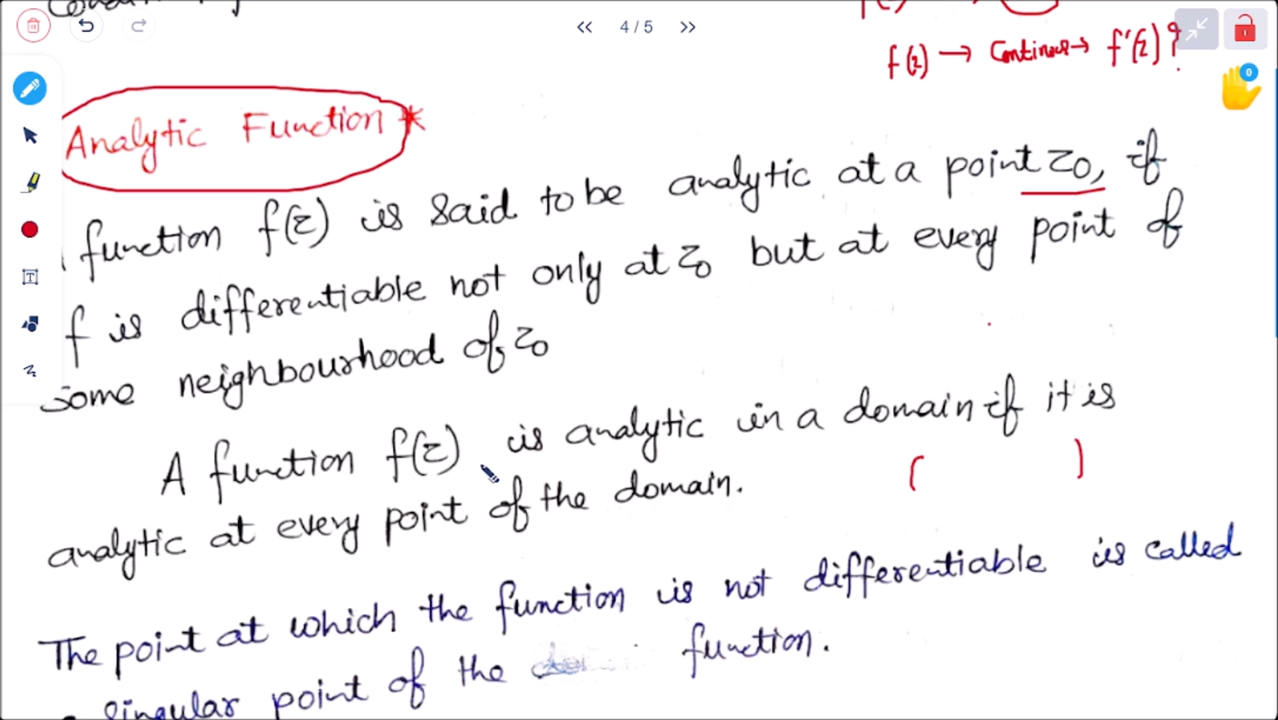 4/5
f(z) → Continous → f'(z)?
0
Analytic Function *
function f(z) is said to be analytic at a point z0, if
f is differentiable not only at z0 but at every point of
some neighbourhood of z0
A function f(z) is analytic in a domain if it is
( )
analytic at every point of the domain.
The point at which the function is not differentiable is called
singular point of the function.